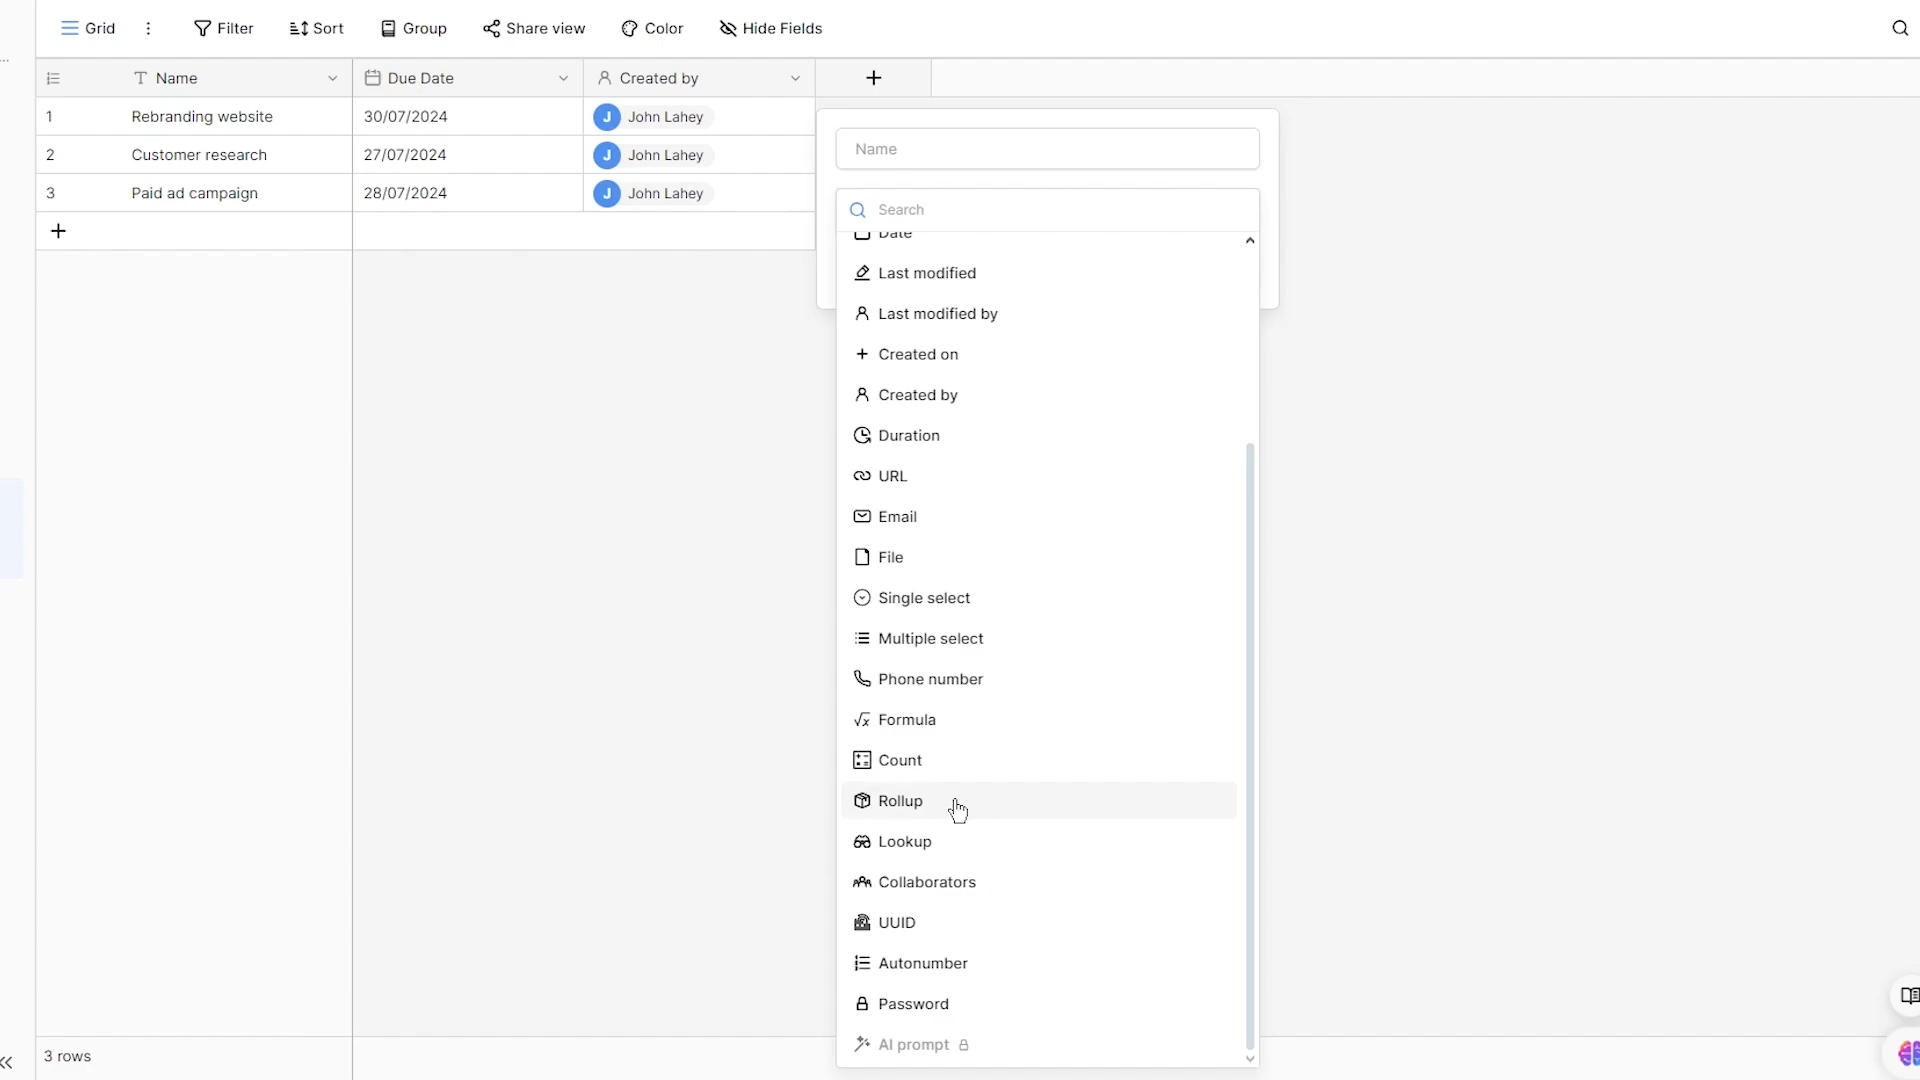 Grid Filter Sort Group Share view Color Hide Fields
...
Name Due Date Created by
1 Rebranding website 30/07/2024 J John Lahey
2 Customer research 27/07/2024 J John Lahey
3 Paid ad campaign 28/07/2024 J John Lahey
Name
Search
Date
Last modified
Last modified by
Created on
Created by
Duration
URL
Email
File
Single select
Multiple select
Phone number
Formula
Count
Rollup
Lookup
Collaborators
UUID
Autonumber
Password
AI prompt
3 rows